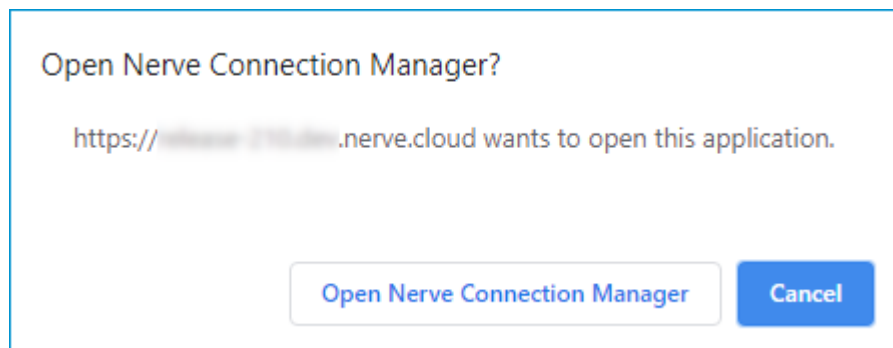 Open Nerve Connection Manager?
https:// .nerve.cloud wants to open this application.
Open Nerve Connection Manager Cancel